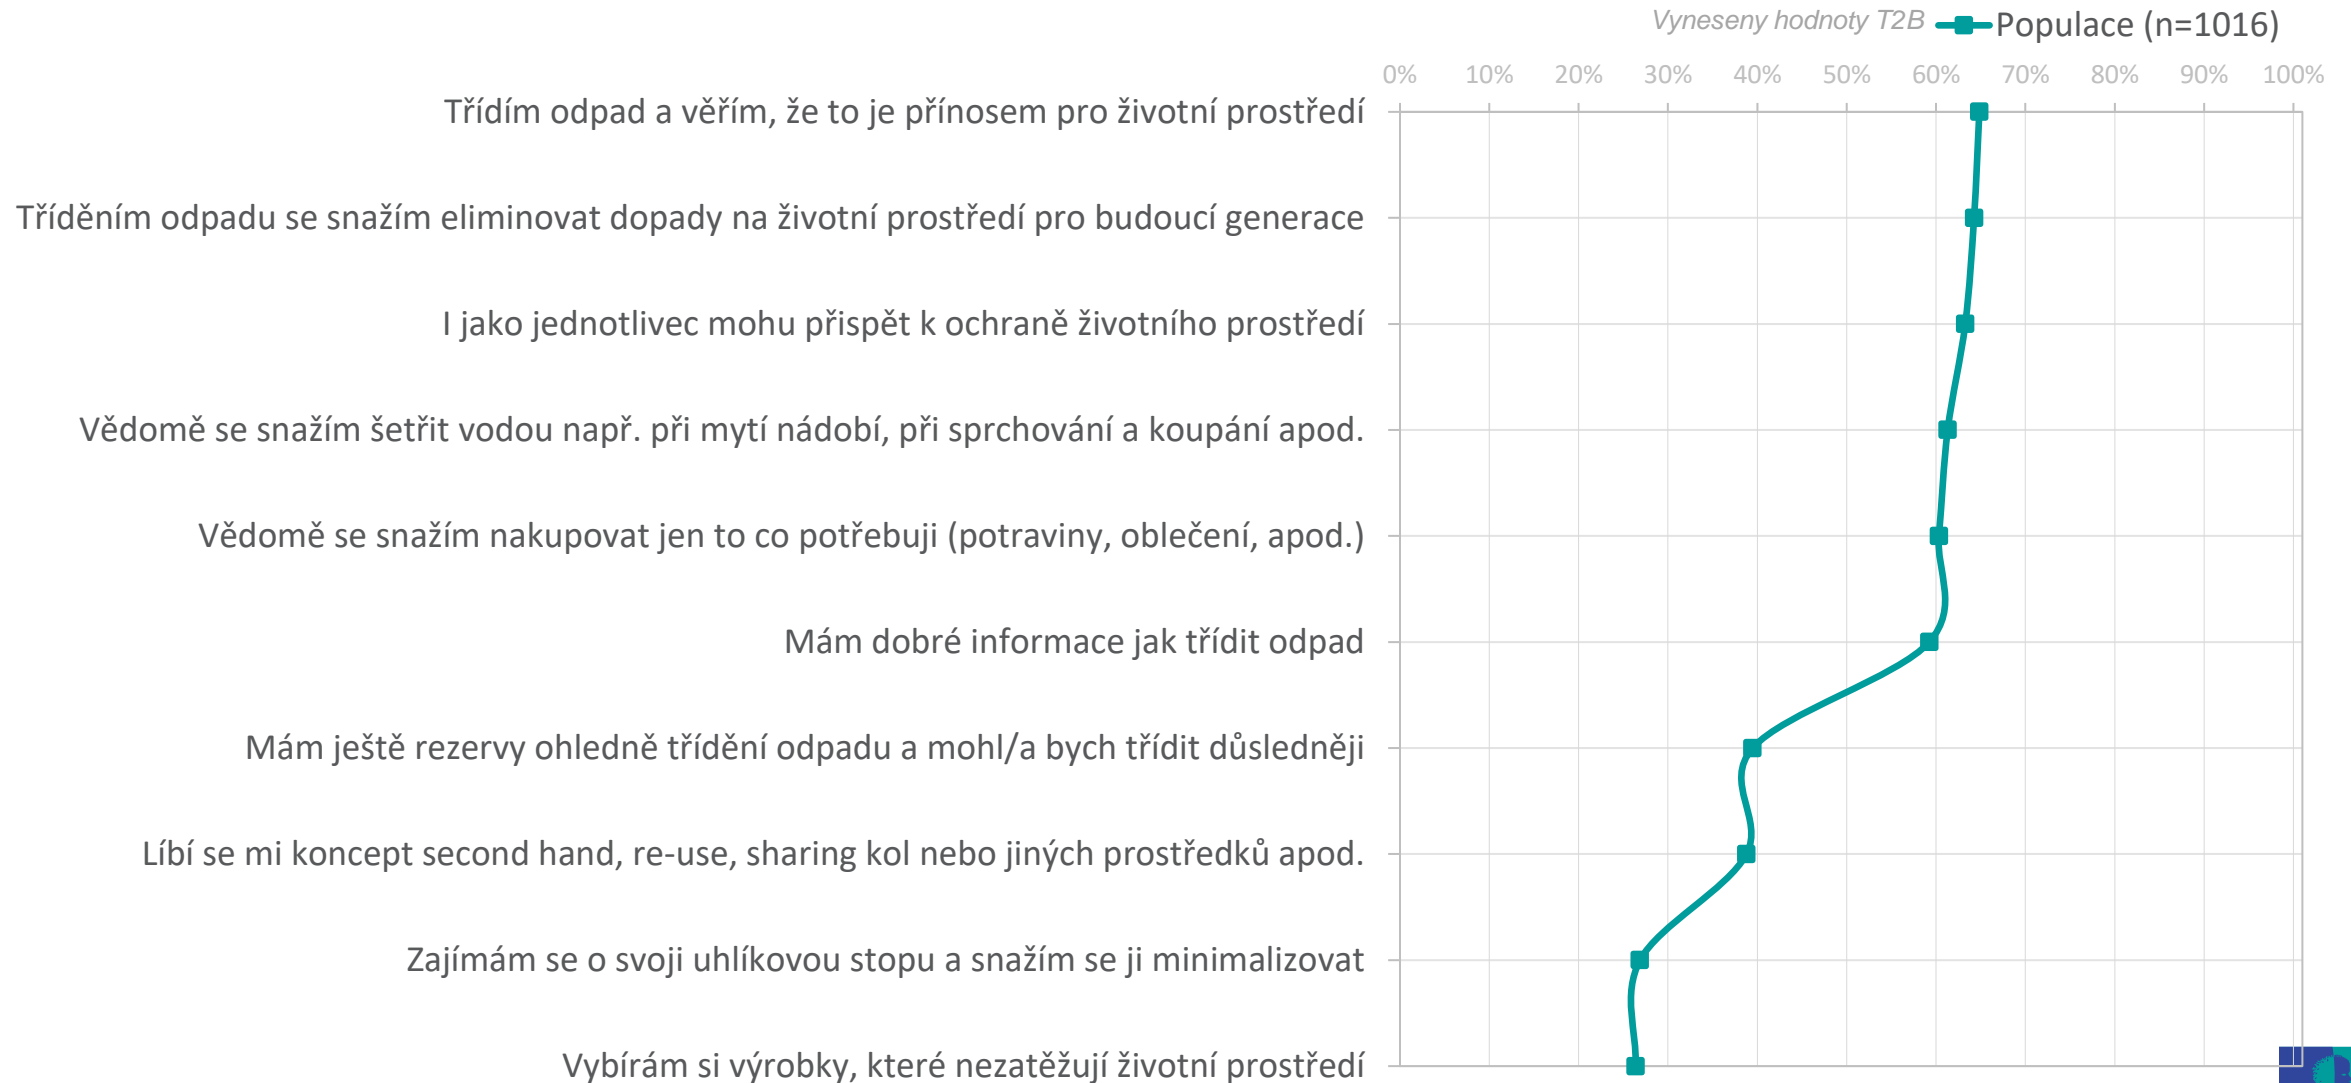 Vyneseny hodnoty T2B
Populace (n=1016)
0% 10% 20% 30% 40% 50% 60% 70% 80% 90% 100%
Třídím odpad a věřím, že to je přínosem pro životní prostředí
Tříděním odpadu se snažím eliminovat dopady na životní prostředí pro budoucí generace
I jako jednotlivec mohu přispět k ochraně životního prostředí
Vědomě se snažím šetřit vodou např. při mytí nádobí, při sprchování a koupání apod.
Vědomě se snažím nakupovat jen to co potřebuji (potraviny, oblečení, apod.)
Mám dobré informace jak třídit odpad
Mám ještě rezervy ohledně třídění odpadu a mohl/a bych třídit důsledněji
Líbí se mi koncept second hand, re-use, sharing kol nebo jiných prostředků apod.
Zajímám se o svoji uhlíkovou stopu a snažím se ji minimalizovat
Vybírám si výrobky, které nezatěžují životní prostředí